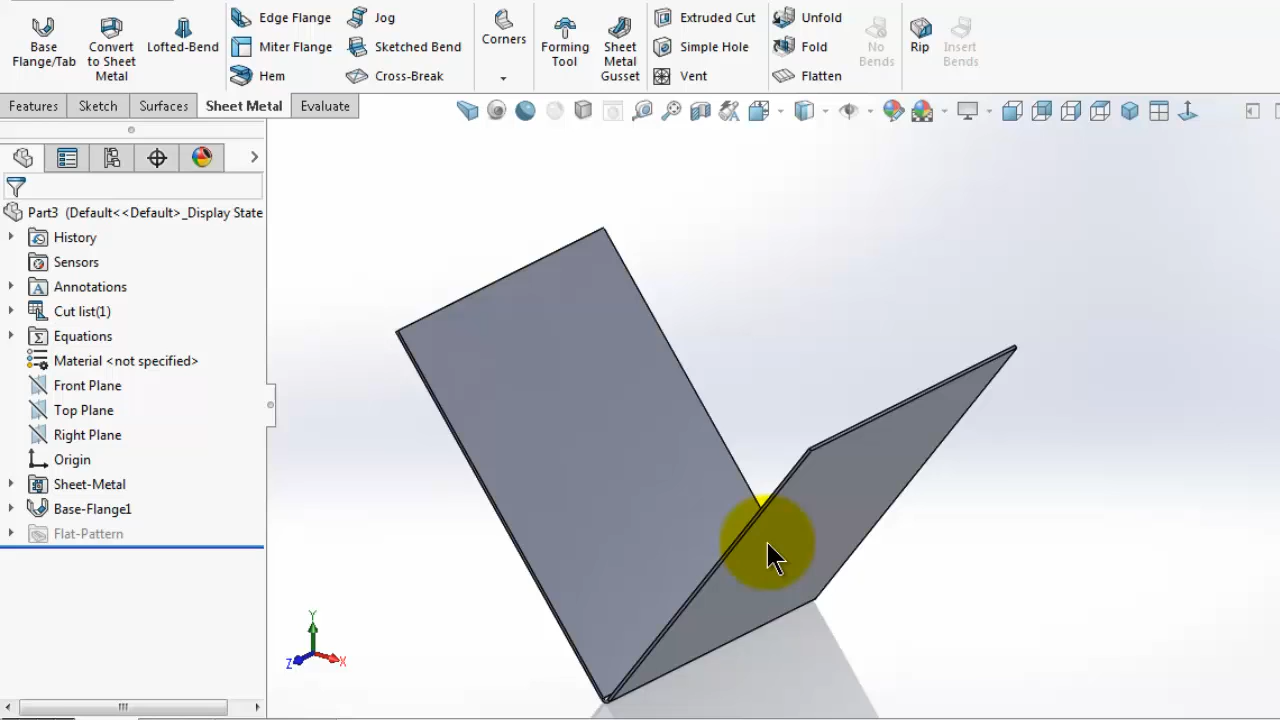 Base Flange/Tab
Convert to Sheet Metal
Lofted-Bend
Edge Flange
Miter Flange
Hem
Jog
Sketched Bend
Cross-Break
Corners
Forming Tool
Sheet Metal Gusset
Extruded Cut
Simple Hole
Vent
Unfold
Fold
Flatten
No Bends
Rip
Insert Bends
Features Sketch Surfaces Sheet Metal Evaluate
Part3 (Default<<Default>_Display State
History
Sensors
Annotations
Cut list(1)
Equations
Material <not specified>
Front Plane
Top Plane
Right Plane
Origin
Sheet-Metal
Base-Flange1
Flat-Pattern
Y
Z X